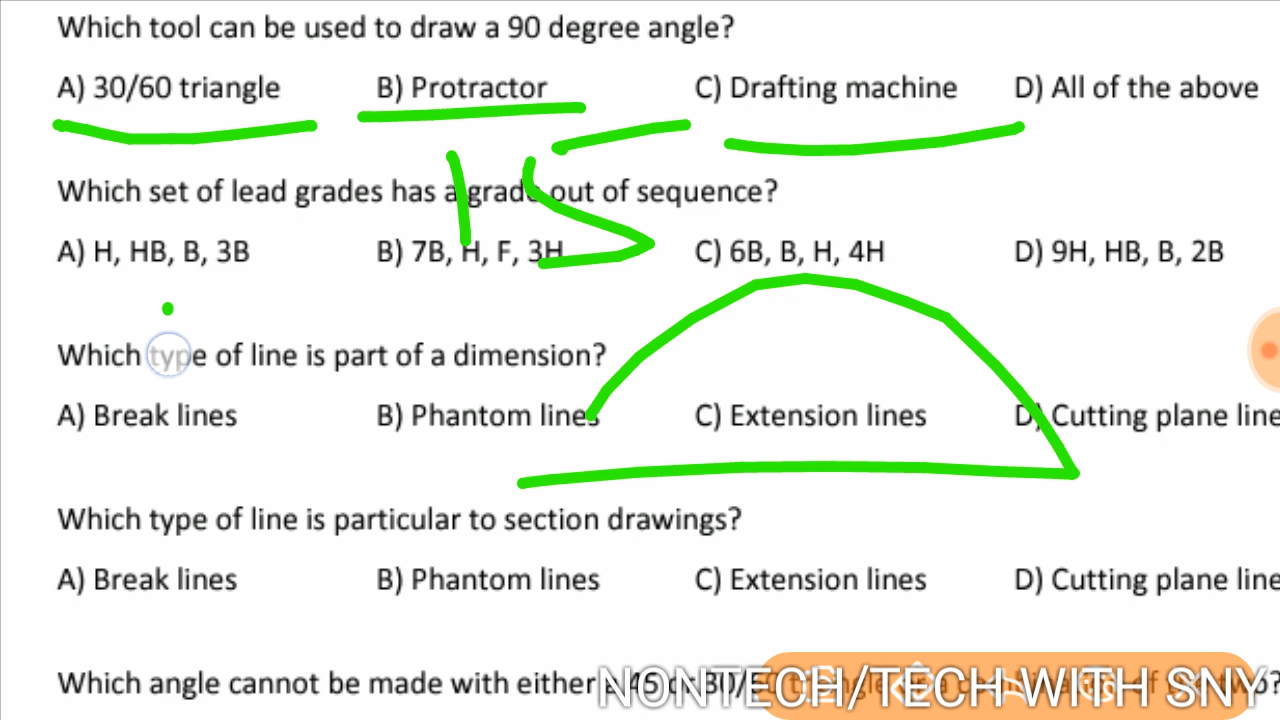 Which tool can be used to draw a 90 degree angle?
A) 30/60 triangle B) Protractor C) Drafting machine D) All of the above
15
Which set of lead grades has a grade out of sequence?
A) H, HB, B, 3B B) 7B, H, F, 3H C) 6B, B, H, 4H D) 9H, HB, B, 2B
Which type of line is part of a dimension?
A) Break lines B) Phantom lines C) Extension lines D) Cutting plane line
Which type of line is particular to section drawings?
A) Break lines B) Phantom lines C) Extension lines D) Cutting plane line
Which angle cannot be made with either
NONTECH/TECH WITH SNY